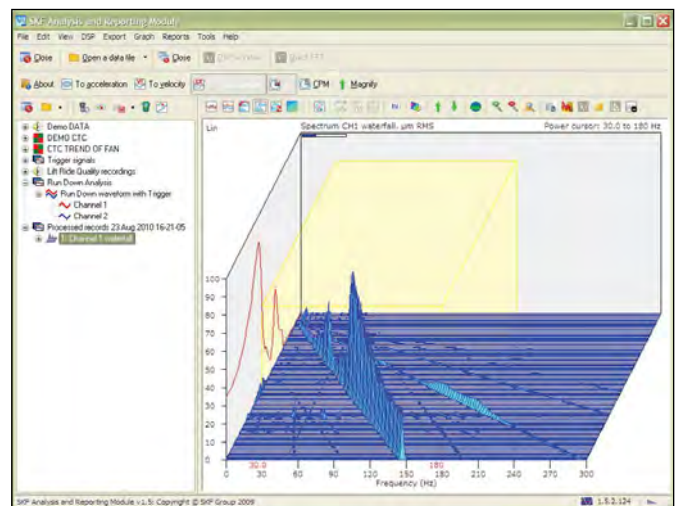 SKF Analysis and Reporting Module
File Edit View DSP Export Graph Reports Tools Help
Close Open a data file Close
About To acceleration To velocity CPM Magnify
Demo DATA
DEMO CTC
CTC TREND OF FAN
Trigger signals
Lift Ride Quality recordings
Run Down Analysis
Run Down waveform with Trigger
Channel 1
Channel 2
Processed records 23 Aug 2010 16-21-05
1: Channel 1 waterfall
Lin Spectrum CH1 waterfall, µm RMS Power cursor: 30.0 to 180 Hz
100
90
80
70
60
50
40
30
20
10
0
30.0 180
0 30 60 90 120 150 180 210 240 270 300
Frequency (Hz)
SKF Analysis and Reporting Module v1.5: Copyright © SKF Group 2009 1.5.2.124